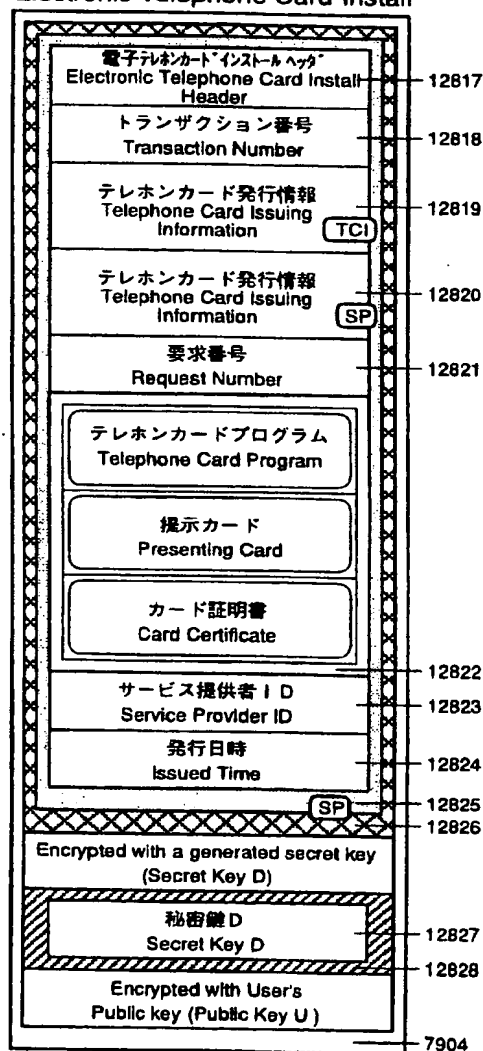 Electronic Telephone Card Install
電子テレホンカード インストール ヘッダ
Electronic Telephone Card Install
Header
12817
トランザクション番号
Transaction Number
12818
テレホンカード発行情報
Telephone Card Issuing
Information
TCI
12819
テレホンカード発行情報
Telephone Card Issuing
Information
SP
12820
要求番号
Request Number
12821
テレホンカードプログラム
Telephone Card Program
提示カード
Presenting Card
カード証明書
Card Certificate
12822
サービス提供者ID
Service Provider ID
12823
発行日時
Issued Time
12824
SP
12825
12826
Encrypted with a generated secret key
(Secret Key D)
秘密鍵D
Secret Key D
12827
12828
Encrypted with User's
Public key (Public Key U)
7904